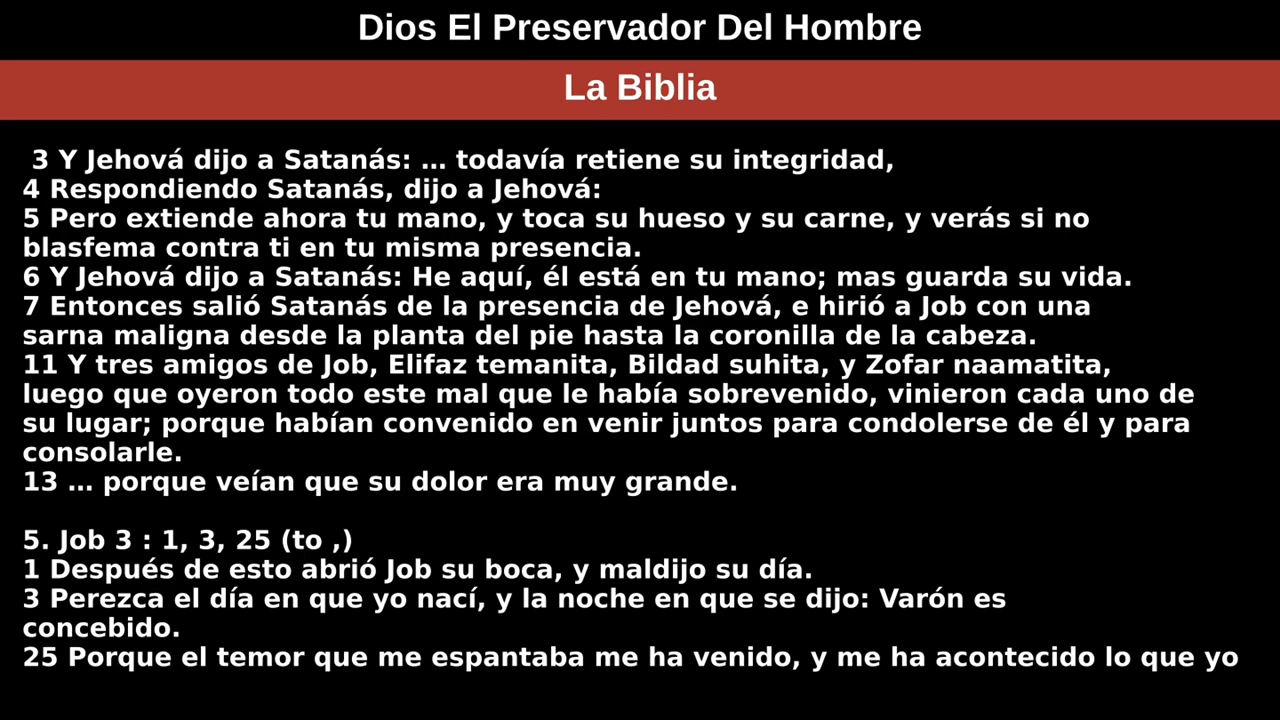 Dios El Preservador Del Hombre
La Biblia
3 Y Jehová dijo a Satanás: … todavía retiene su integridad,
4 Respondiendo Satanás, dijo a Jehová:
5 Pero extiende ahora tu mano, y toca su hueso y su carne, y verás si no
blasfema contra ti en tu misma presencia.
6 Y Jehová dijo a Satanás: He aquí, él está en tu mano; mas guarda su vida.
7 Entonces salió Satanás de la presencia de Jehová, e hirió a Job con una
sarna maligna desde la planta del pie hasta la coronilla de la cabeza.
11 Y tres amigos de Job, Elifaz temanita, Bildad suhita, y Zofar naamatita,
luego que oyeron todo este mal que le había sobrevenido, vinieron cada uno de
su lugar; porque habían convenido en venir juntos para condolerse de él y para
consolarle.
13 … porque veían que su dolor era muy grande.
5. Job 3 : 1, 3, 25 (to ,)
1 Después de esto abrió Job su boca, y maldijo su día.
3 Perezca el día en que yo nací, y la noche en que se dijo: Varón es
concebido.
25 Porque el temor que me espantaba me ha venido, y me ha acontecido lo que yo